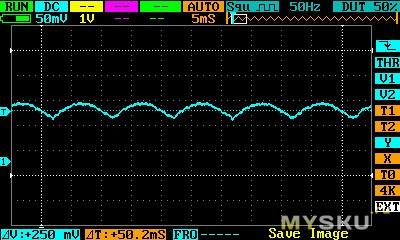 RUN DC -- -- -- AUTO Squ 50Hz DUT 50%
50mV 1V -- -- 5mS
THR
V1
V2
T1
T2
Y
X
T0
4K
EXT
T
1
MYSKU
ΔV:+250 mV ΔT:+50.2mS FRQ----- Save Image